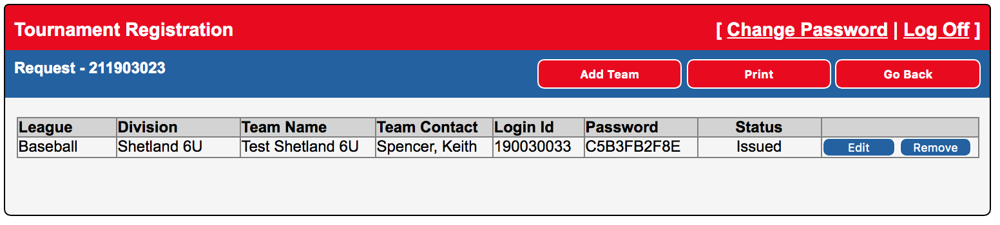 Tournament Registration [ Change Password | Log Off ]
Request - 211903023 Add Team Print Go Back
League Division Team Name Team Contact Login Id Password Status
Baseball Shetland 6U Test Shetland 6U Spencer, Keith 190030033 C5B3FB2F8E Issued Edit Remove